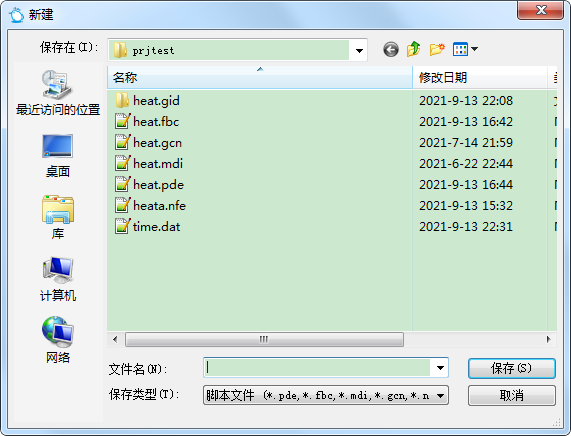 新建
保存在(I): prjtest
名称 修改日期
heat.gid 2021-9-13 22:08
heat.fbc 2021-9-13 16:42
heat.gcn 2021-7-14 21:59
heat.mdi 2021-6-22 22:44
heat.pde 2021-9-13 16:44
heata.nfe 2021-9-13 15:32
time.dat 2021-9-13 22:31
最近访问的位置
桌面
库
计算机
网络
文件名(N): 保存(S)
保存类型(T): 脚本文件 (*.pde,*.fbc,*.mdi,*.gcn,*.n 取消